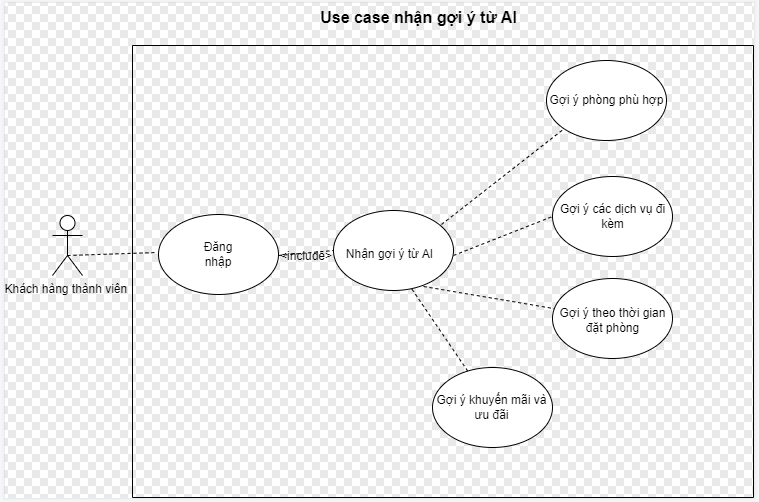 Use case nhận gợi ý từ AI
Gợi ý phòng phù hợp
Gợi ý các dịch vụ đi
kèm
Đăng
nhập
<include>
Nhận gợi ý từ AI
Khách hàng thành viên
Gợi ý theo thời gian
đặt phòng
Gợi ý khuyến mãi và
ưu đãi